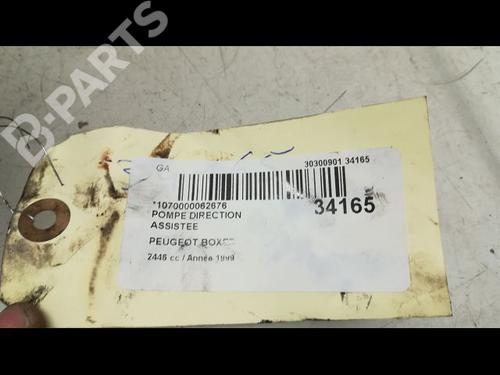 B-PARTS
GA
30300901 34165
*1070000062676
34165
POMPE DIRECTION
ASSISTEE
PEUGEOT BOXER
2446 cc / Année 1999